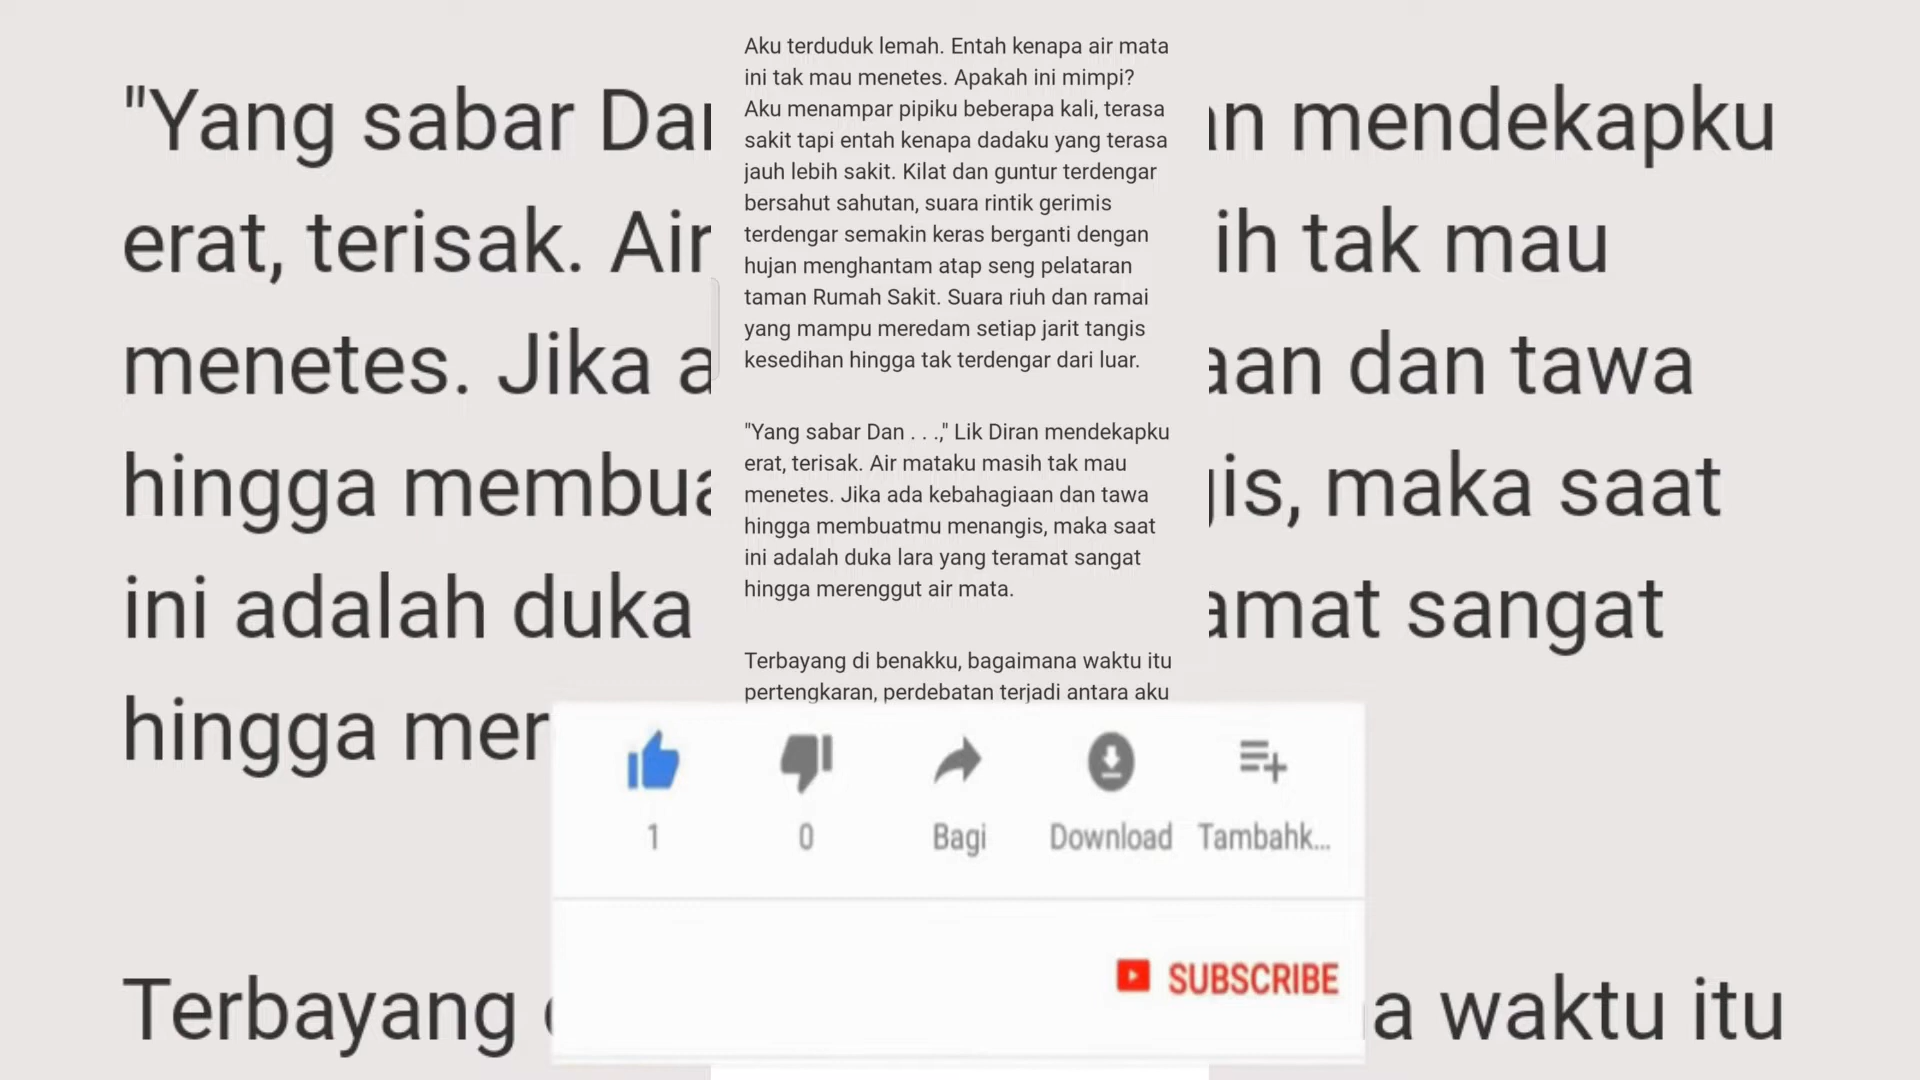 Aku terduduk lemah. Entah kenapa air mata
ini tak mau menetes. Apakah ini mimpi?
Aku menampar pipiku beberapa kali, terasa
sakit tapi entah kenapa dadaku yang terasa
jauh lebih sakit. Kilat dan guntur terdengar
bersahut sahutan, suara rintik gerimis
terdengar semakin keras berganti dengan
hujan menghantam atap seng pelataran
taman Rumah Sakit. Suara riuh dan ramai
yang mampu meredam setiap jarit tangis
kesedihan hingga tak terdengar dari luar.
"Yang sabar Dan . . .," Lik Diran mendekapku
erat, terisak. Air mataku masih tak mau
menetes. Jika ada kebahagiaan dan tawa
hingga membuatmu menangis, maka saat
ini adalah duka lara yang teramat sangat
hingga merenggut air mata.
Terbayang di benakku, bagaimana waktu itu
pertengkaran, perdebatan terjadi antara aku
"Yang sabar Dan mendekapku
erat, terisak. Air tak mau
menetes. Jika dan tawa
hingga maka saat
ini adalah duka sangat
hingga
Terbayang waktu itu
1
0
Bagi
Download
Tambahk...
SUBSCRIBE